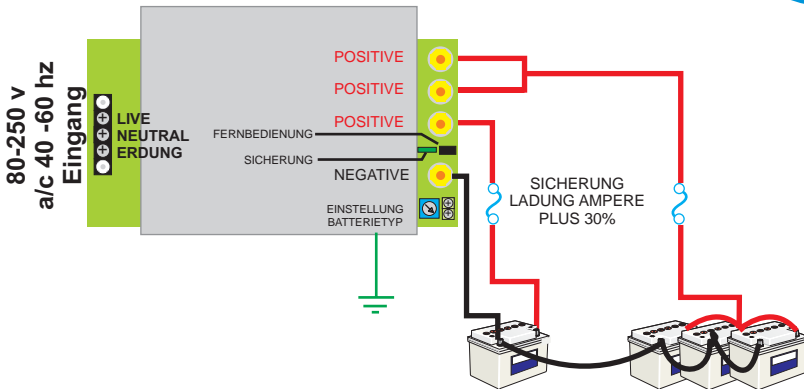 80-250 v
a/c 40 -60 hz
Eingang
LIVE
NEUTRAL
ERDUNG
POSITIVE
POSITIVE
POSITIVE
FERNBEDIENUNG
SICHERUNG
NEGATIVE
EINSTELLUNG
BATTERIETYP
SICHERUNG
LADUNG AMPERE
PLUS 30%